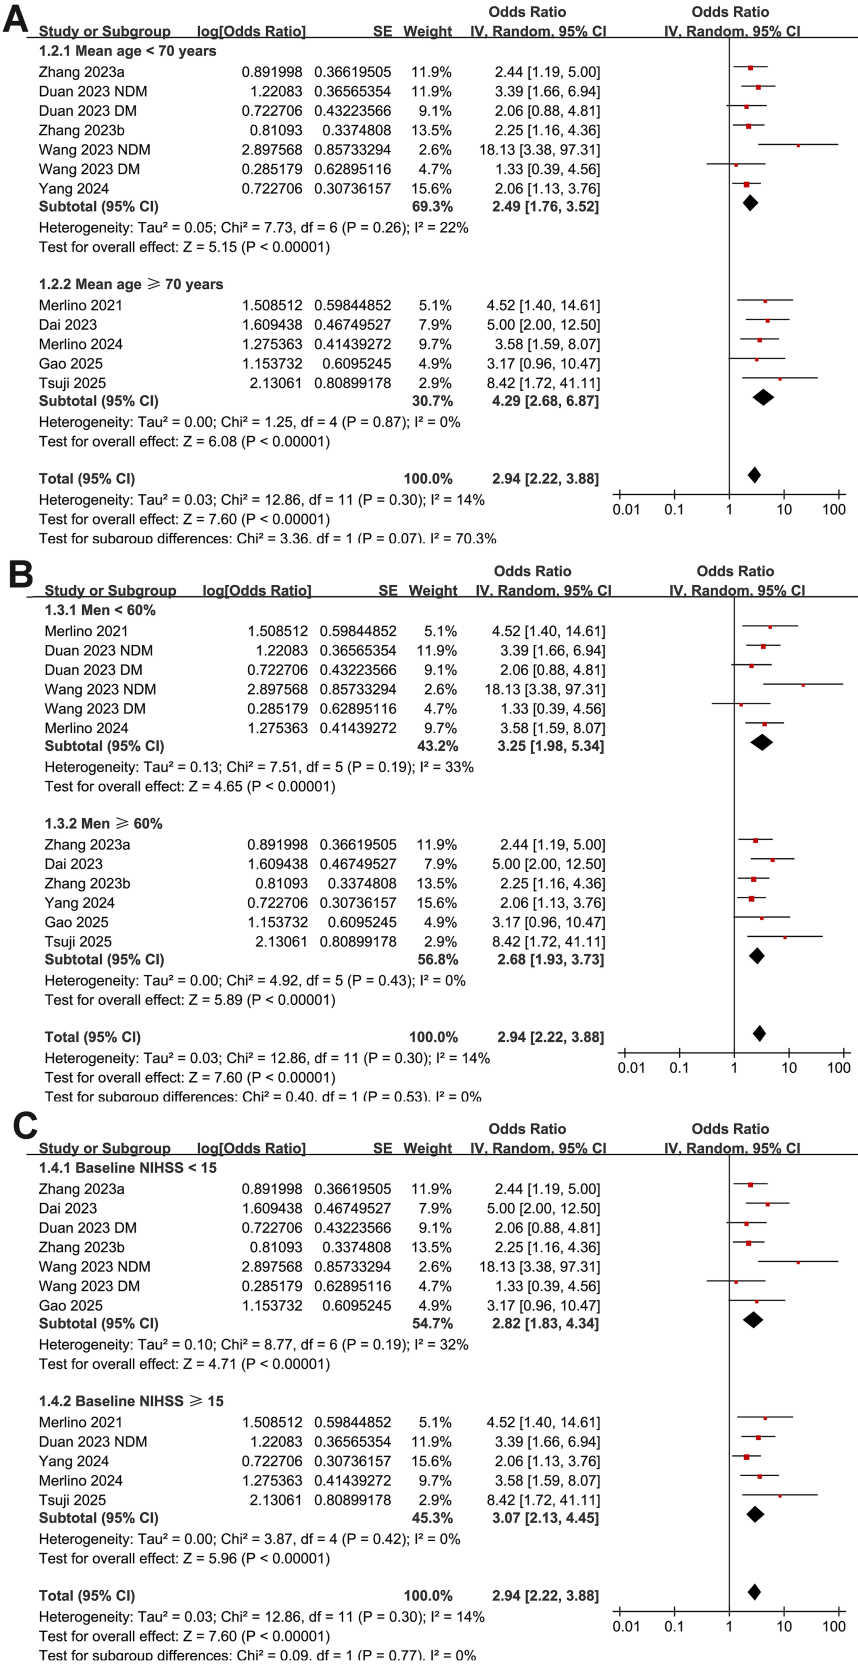 A
Odds Ratio Odds Ratio
Study or Subgroup log[Odds Ratio] SE Weight IV, Random, 95% CI IV, Random, 95% CI
1.2.1 Mean age < 70 years
Zhang 2023a 0.891998 0.36619505 11.9% 2.44 [1.19, 5.00]
Duan 2023 NDM 1.22083 0.36565354 11.9% 3.39 [1.66, 6.94]
Duan 2023 DM 0.722706 0.43223566 9.1% 2.06 [0.88, 4.81]
Zhang 2023b 0.81093 0.3374808 13.5% 2.25 [1.16, 4.36]
Wang 2023 NDM 2.897568 0.85733294 2.6% 18.13 [3.38, 97.31]
Wang 2023 DM 0.285179 0.62895116 4.7% 1.33 [0.39, 4.56]
Yang 2024 0.722706 0.30736157 15.6% 2.06 [1.13, 3.76]
Subtotal (95% CI) 69.3% 2.49 [1.76, 3.52]
Heterogeneity: Tau² = 0.05; Chi² = 7.73, df = 6 (P = 0.26); I² = 22%
Test for overall effect: Z = 5.15 (P < 0.00001)
1.2.2 Mean age ⩾ 70 years
Merlino 2021 1.508512 0.59844852 5.1% 4.52 [1.40, 14.61]
Dai 2023 1.609438 0.46749527 7.9% 5.00 [2.00, 12.50]
Merlino 2024 1.275363 0.41439272 9.7% 3.58 [1.59, 8.07]
Gao 2025 1.153732 0.6095245 4.9% 3.17 [0.96, 10.47]
Tsuji 2025 2.13061 0.80899178 2.9% 8.42 [1.72, 41.11]
Subtotal (95% CI) 30.7% 4.29 [2.68, 6.87]
Heterogeneity: Tau² = 0.00; Chi² = 1.25, df = 4 (P = 0.87); I² = 0%
Test for overall effect: Z = 6.08 (P < 0.00001)
Total (95% CI) 100.0% 2.94 [2.22, 3.88]
Heterogeneity: Tau² = 0.03; Chi² = 12.86, df = 11 (P = 0.30); I² = 14%
Test for overall effect: Z = 7.60 (P < 0.00001)
Test for subgroup differences: Chi² = 3.36, df = 1 (P = 0.07), I² = 70.3%
0.01 0.1 1 10 100
B
Odds Ratio Odds Ratio
Study or Subgroup log[Odds Ratio] SE Weight IV, Random, 95% CI IV, Random, 95% CI
1.3.1 Men < 60%
Merlino 2021 1.508512 0.59844852 5.1% 4.52 [1.40, 14.61]
Duan 2023 NDM 1.22083 0.36565354 11.9% 3.39 [1.66, 6.94]
Duan 2023 DM 0.722706 0.43223566 9.1% 2.06 [0.88, 4.81]
Wang 2023 NDM 2.897568 0.85733294 2.6% 18.13 [3.38, 97.31]
Wang 2023 DM 0.285179 0.62895116 4.7% 1.33 [0.39, 4.56]
Merlino 2024 1.275363 0.41439272 9.7% 3.58 [1.59, 8.07]
Subtotal (95% CI) 43.2% 3.25 [1.98, 5.34]
Heterogeneity: Tau² = 0.13; Chi² = 7.51, df = 5 (P = 0.19); I² = 33%
Test for overall effect: Z = 4.65 (P < 0.00001)
1.3.2 Men ⩾ 60%
Zhang 2023a 0.891998 0.36619505 11.9% 2.44 [1.19, 5.00]
Dai 2023 1.609438 0.46749527 7.9% 5.00 [2.00, 12.50]
Zhang 2023b 0.81093 0.3374808 13.5% 2.25 [1.16, 4.36]
Yang 2024 0.722706 0.30736157 15.6% 2.06 [1.13, 3.76]
Gao 2025 1.153732 0.6095245 4.9% 3.17 [0.96, 10.47]
Tsuji 2025 2.13061 0.80899178 2.9% 8.42 [1.72, 41.11]
Subtotal (95% CI) 56.8% 2.68 [1.93, 3.73]
Heterogeneity: Tau² = 0.00; Chi² = 4.92, df = 5 (P = 0.43); I² = 0%
Test for overall effect: Z = 5.89 (P < 0.00001)
Total (95% CI) 100.0% 2.94 [2.22, 3.88]
Heterogeneity: Tau² = 0.03; Chi² = 12.86, df = 11 (P = 0.30); I² = 14%
Test for overall effect: Z = 7.60 (P < 0.00001)
Test for subgroup differences: Chi² = 0.40, df = 1 (P = 0.53), I² = 0%
0.01 0.1 1 10 100
C
Odds Ratio Odds Ratio
Study or Subgroup log[Odds Ratio] SE Weight IV, Random, 95% CI IV, Random, 95% CI
1.4.1 Baseline NIHSS < 15
Zhang 2023a 0.891998 0.36619505 11.9% 2.44 [1.19, 5.00]
Dai 2023 1.609438 0.46749527 7.9% 5.00 [2.00, 12.50]
Duan 2023 DM 0.722706 0.43223566 9.1% 2.06 [0.88, 4.81]
Zhang 2023b 0.81093 0.3374808 13.5% 2.25 [1.16, 4.36]
Wang 2023 NDM 2.897568 0.85733294 2.6% 18.13 [3.38, 97.31]
Wang 2023 DM 0.285179 0.62895116 4.7% 1.33 [0.39, 4.56]
Gao 2025 1.153732 0.6095245 4.9% 3.17 [0.96, 10.47]
Subtotal (95% CI) 54.7% 2.82 [1.83, 4.34]
Heterogeneity: Tau² = 0.10; Chi² = 8.77, df = 6 (P = 0.19); I² = 32%
Test for overall effect: Z = 4.71 (P < 0.00001)
1.4.2 Baseline NIHSS ⩾ 15
Merlino 2021 1.508512 0.59844852 5.1% 4.52 [1.40, 14.61]
Duan 2023 NDM 1.22083 0.36565354 11.9% 3.39 [1.66, 6.94]
Yang 2024 0.722706 0.30736157 15.6% 2.06 [1.13, 3.76]
Merlino 2024 1.275363 0.41439272 9.7% 3.58 [1.59, 8.07]
Tsuji 2025 2.13061 0.80899178 2.9% 8.42 [1.72, 41.11]
Subtotal (95% CI) 45.3% 3.07 [2.13, 4.45]
Heterogeneity: Tau² = 0.00; Chi² = 3.87, df = 4 (P = 0.42); I² = 0%
Test for overall effect: Z = 5.96 (P < 0.00001)
Total (95% CI) 100.0% 2.94 [2.22, 3.88]
Heterogeneity: Tau² = 0.03; Chi² = 12.86, df = 11 (P = 0.30); I² = 14%
Test for overall effect: Z = 7.60 (P < 0.00001)
Test for subgroup differences: Chi² = 0.09, df = 1 (P = 0.77), I² = 0%
0.01 0.1 1 10 100